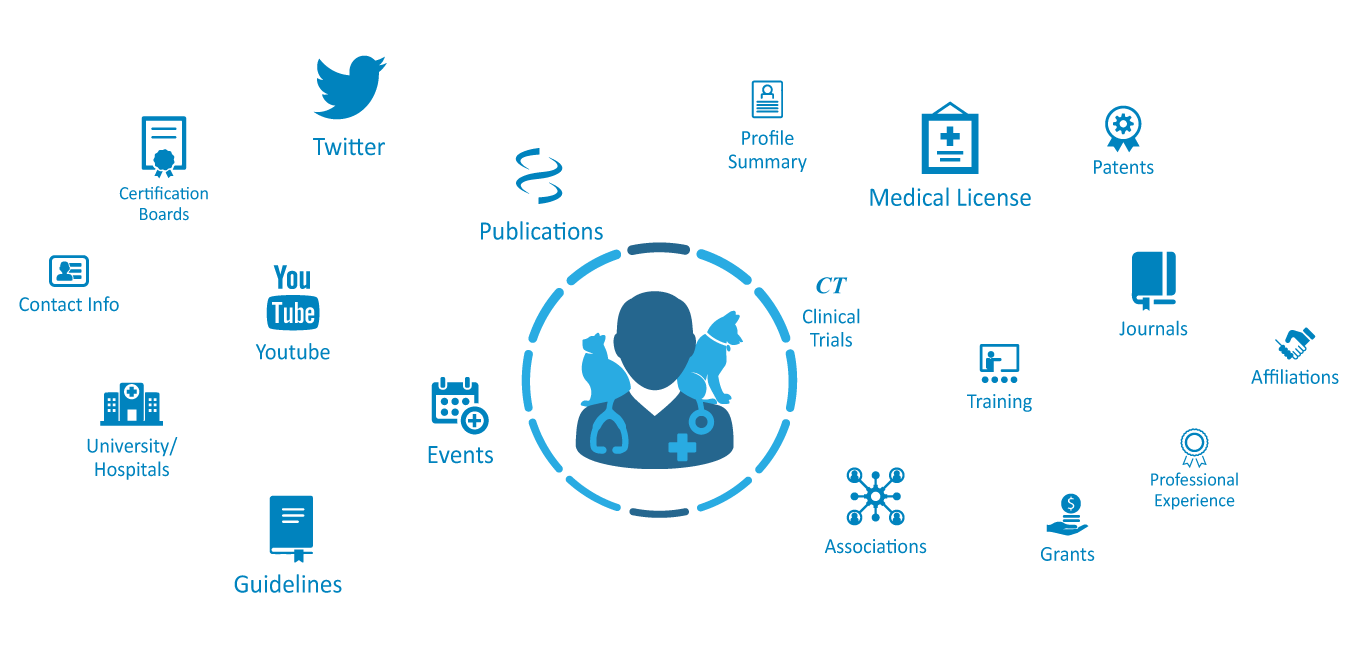 Twitter
Profile
Summary
Medical License
Patents
Certification
Boards
Publications
Contact Info
You
Tube
Youtube
CT
Clinical
Trials
Journals
Affiliations
Training
University/
Hospitals
Events
Professional
Experience
$
Associations
Grants
Guidelines